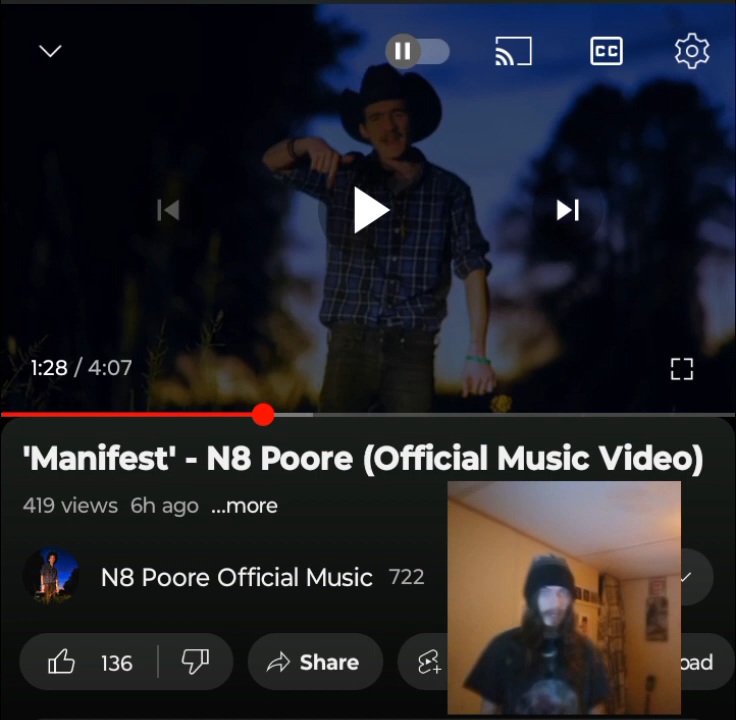 CC
1:28 / 4:07
'Manifest' - N8 Poore (Official Music Video)
419 views 6h ago ...more
N8 Poore Official Music 722
136 Share oad